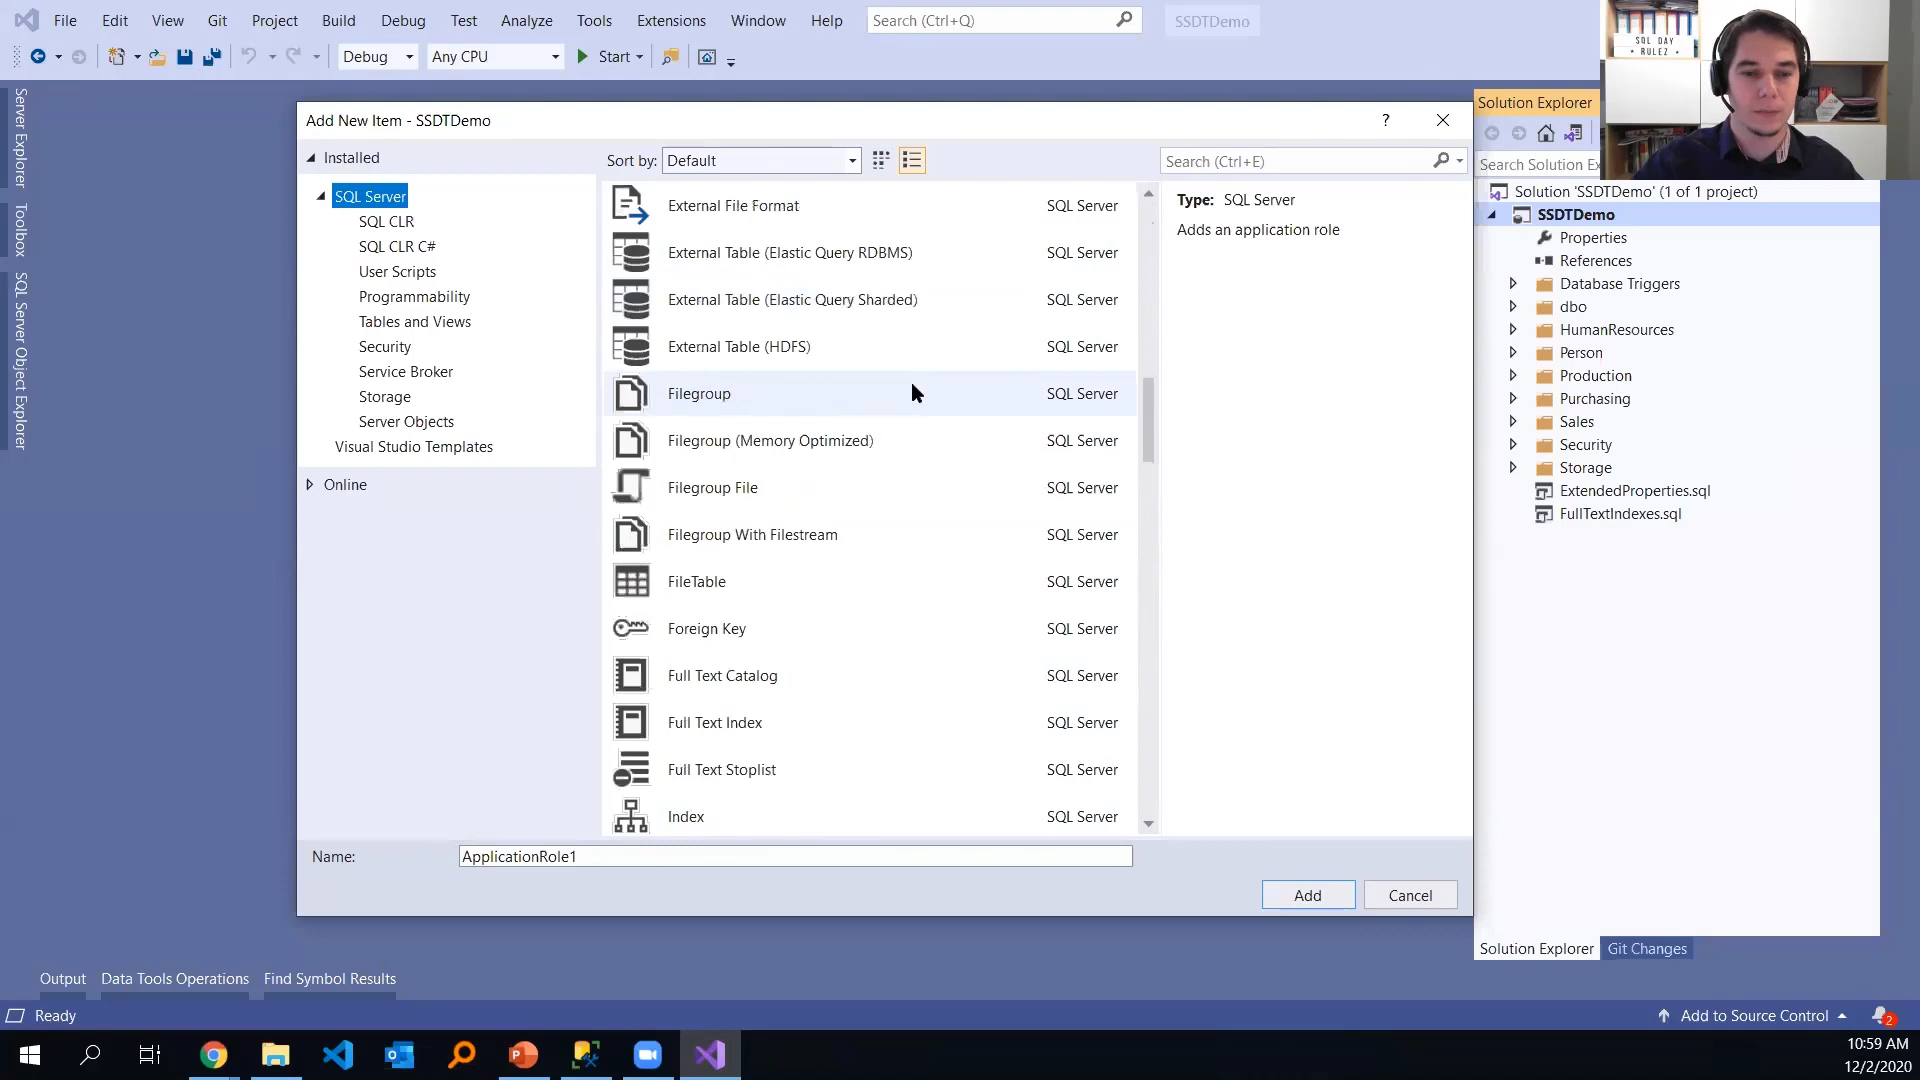 File Edit View Git Project Build Debug Test Analyze Tools Extensions Window Help Search (Ctrl+Q) SSDTDemo
Debug Any CPU Start
SQL DAY
• RULEZ •
Server Explorer
Toolbox
SQL Server Object Explorer
Add New Item - SSDTDemo ?
Installed
Sort by: Default
Search (Ctrl+E)
SQL Server
SQL CLR
SQL CLR C#
User Scripts
Programmability
Tables and Views
Security
Service Broker
Storage
Server Objects
Visual Studio Templates
Online
External File Format SQL Server
External Table (Elastic Query RDBMS) SQL Server
External Table (Elastic Query Sharded) SQL Server
External Table (HDFS) SQL Server
Filegroup SQL Server
Filegroup (Memory Optimized) SQL Server
Filegroup File SQL Server
Filegroup With Filestream SQL Server
FileTable SQL Server
Foreign Key SQL Server
Full Text Catalog SQL Server
Full Text Index SQL Server
Full Text Stoplist SQL Server
Index SQL Server
Type: SQL Server
Adds an application role
Name: ApplicationRole1
Add Cancel
Solution Explorer
Search Solution Ex
Solution 'SSDTDemo' (1 of 1 project)
SSDTDemo
Properties
References
Database Triggers
dbo
HumanResources
Person
Production
Purchasing
Sales
Security
Storage
ExtendedProperties.sql
FullTextIndexes.sql
Solution Explorer Git Changes
Output Data Tools Operations Find Symbol Results
Ready Add to Source Control 2
10:59 AM
12/2/2020